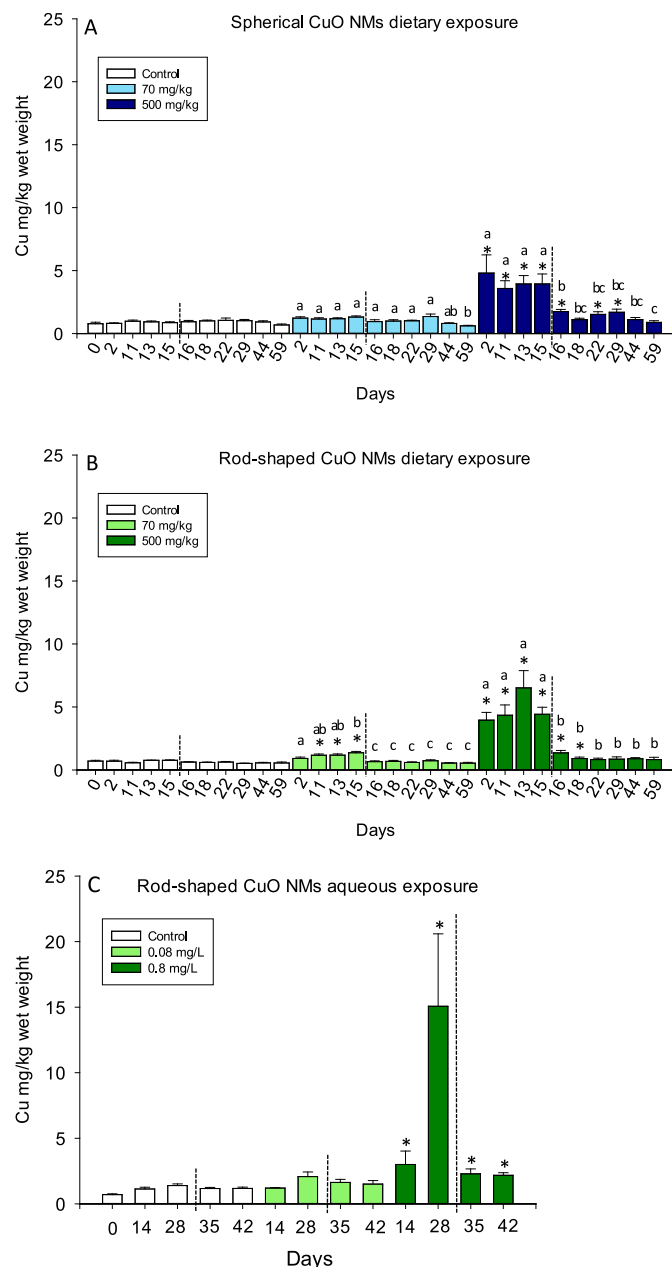 A
Spherical CuO NMs dietary exposure
25
20
15
10
5
0
Cu mg/kg wet weight
Control
70 mg/kg
500 mg/kg
a a a a a a a a ab b a a a a b bc bc bc bc c
* * * * * * *
0 2 11 13 15 16 18 22 29 44 59 2 11 13 15 16 18 22 29 44 59 2 11 13 15 16 18 22 29 44 59
Days
B
Rod-shaped CuO NMs dietary exposure
25
20
15
10
5
0
Cu mg/kg wet weight
Control
70 mg/kg
500 mg/kg
a ab ab b c c c c c c a a a a b b b b b b
* * * * * * * * *
0 2 11 13 15 16 18 22 29 44 59 2 11 13 15 16 18 22 29 44 59 2 11 13 15 16 18 22 29 44 59
Days
C
Rod-shaped CuO NMs aqueous exposure
25
20
15
10
5
0
Cu mg/kg wet weight
Control
0.08 mg/L
0.8 mg/L
* * * *
0 14 28 35 42 14 28 35 42 14 28 35 42
Days